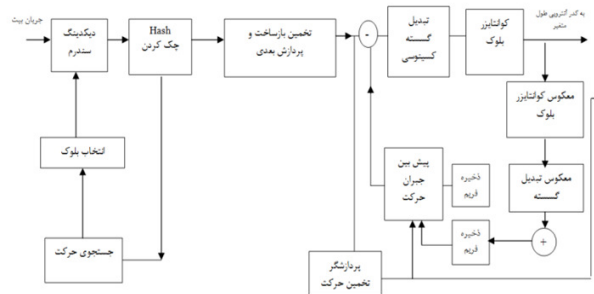 جریان بیت
دیکدینگ
سندرم
Hash
چک کردن
تخمین بازساخت و
پردازش بعدی
-
تبدیل
گسسته
کسینوسی
کوانتایزر
بلوک
به کدر آنتروپی طول
متغیر
معکوس کوانتایزر
بلوک
انتخاب بلوک
پیش بین
جبران
حرکت
ذخیره
فریم
معکوس تبدیل
گسسته
جستجوی حرکت
ذخیره
فریم
+
پردازشگر
تخمین حرکت